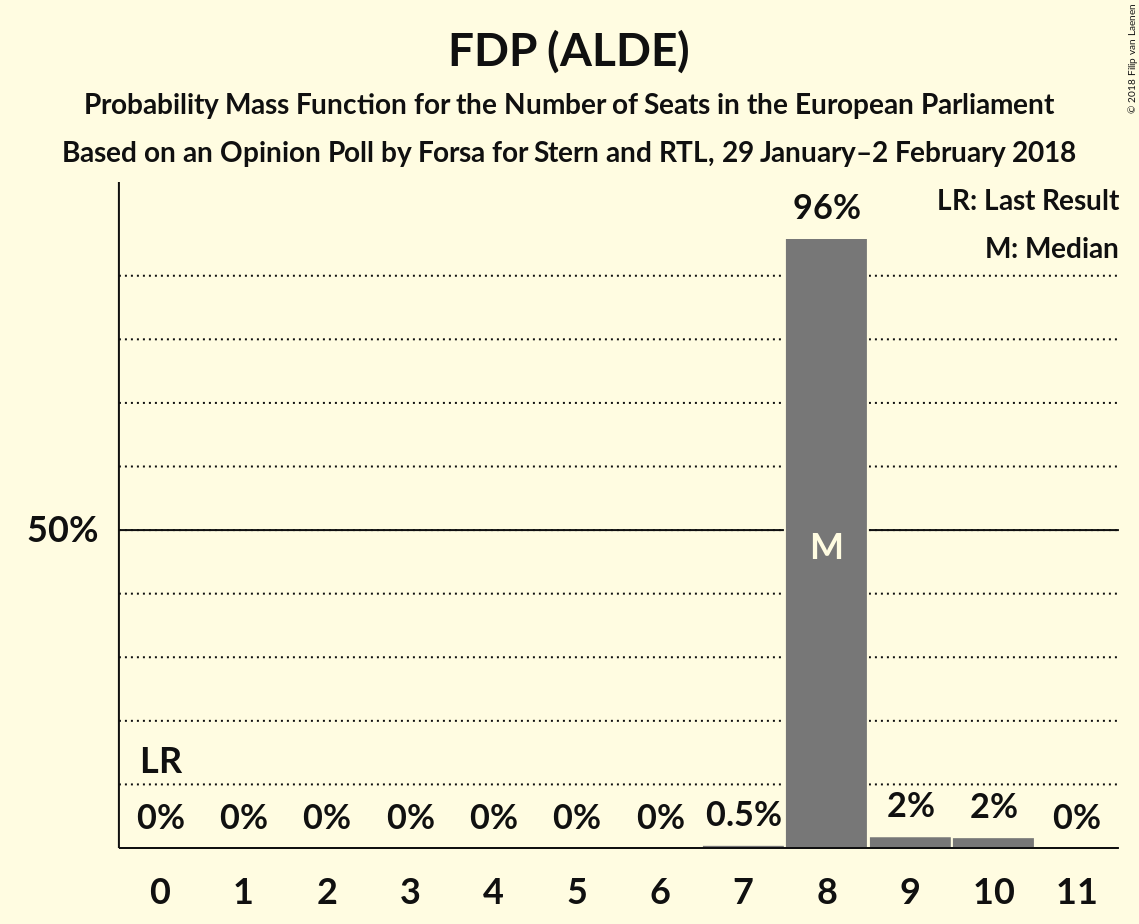 FDP (ALDE)
Probability Mass Function for the Number of Seats in the European Parliament
Based on an Opinion Poll by Forsa for Stern and RTL, 29 January–2 February 2018
© 2018 Filip van Laenen
LR: Last Result
M: Median
96%
50%
M
LR
0% 0% 0% 0% 0% 0% 0% 0.5% 2% 2% 0%
0 1 2 3 4 5 6 7 8 9 10 11